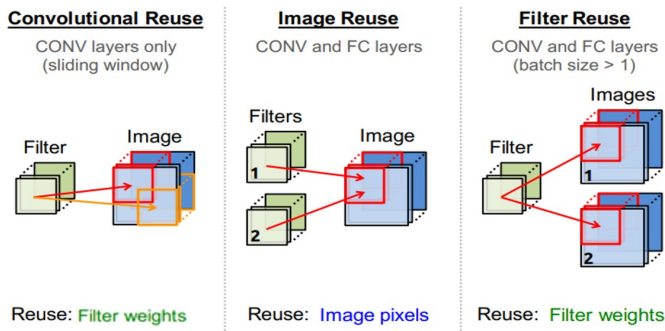 Convolutional Reuse
CONV layers only
(sliding window)
Filter
Image
Reuse: Filter weights
Image Reuse
CONV and FC layers
Filters
Image
1
2
Reuse: Image pixels
Filter Reuse
CONV and FC layers
(batch size > 1)
Images
Filter
1
2
Reuse: Filter weights